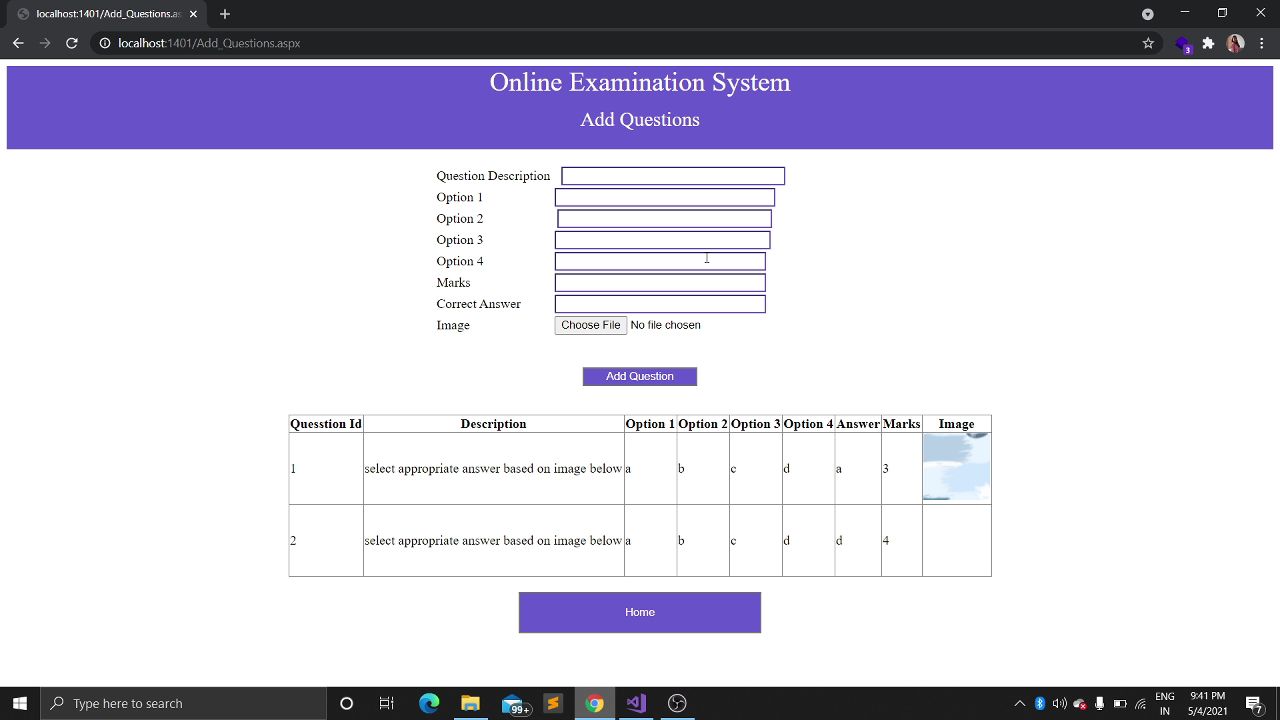 localhost:1401/Add_Questions.as
localhost:1401/Add_Questions.aspx
3
Online Examination System
Add Questions
Question Description
Option 1
Option 2
Option 3
Option 4
Marks
Correct Answer
Image Choose File No file chosen
Add Question
Quesstion Id Description Option 1 Option 2 Option 3 Option 4 Answer Marks Image
1 select appropriate answer based on image below a b c d a 3
2 select appropriate answer based on image below a b c d d 4
Home
Type here to search 99+ ENG IN 9:41 PM 5/4/2021 7